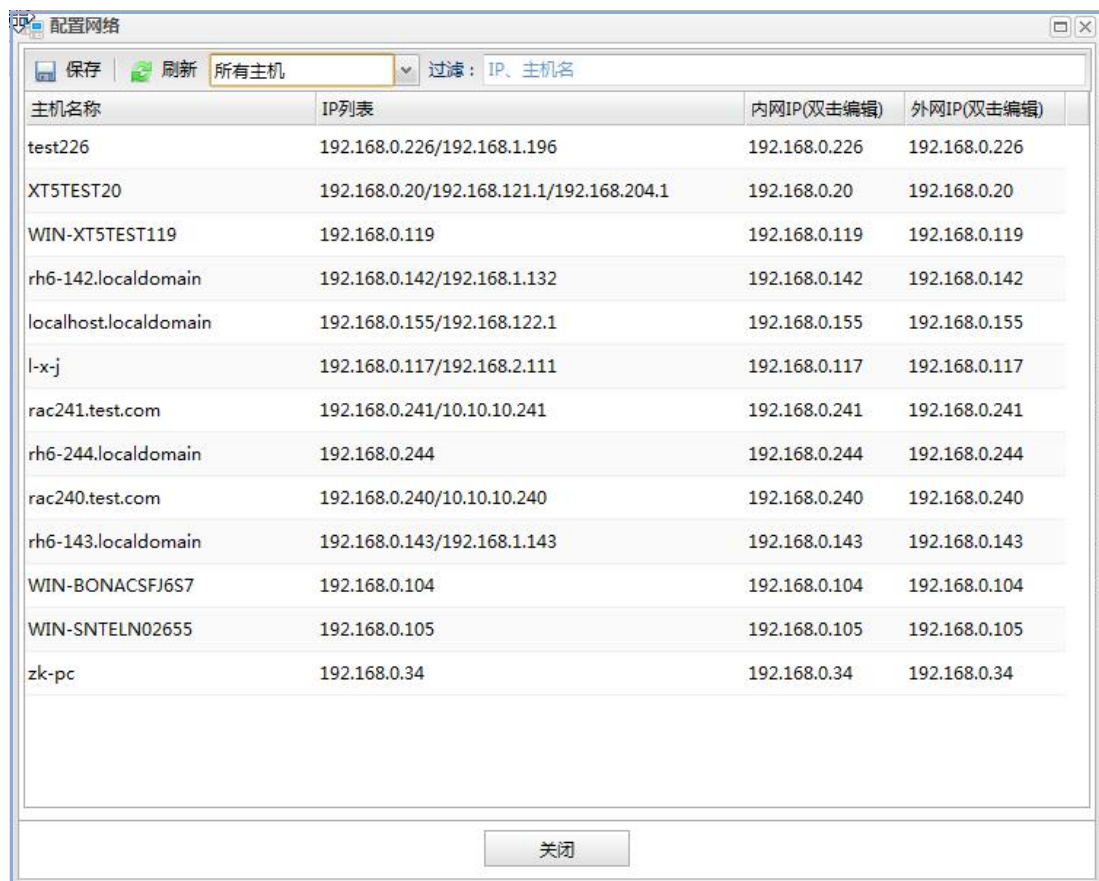 配置网络
保存 刷新 所有主机 过滤： IP、主机名
主机名称 IP列表 内网IP(双击编辑) 外网IP(双击编辑)
test226 192.168.0.226/192.168.1.196 192.168.0.226 192.168.0.226
XT5TEST20 192.168.0.20/192.168.121.1/192.168.204.1 192.168.0.20 192.168.0.20
WIN-XT5TEST119 192.168.0.119 192.168.0.119 192.168.0.119
rh6-142.localdomain 192.168.0.142/192.168.1.132 192.168.0.142 192.168.0.142
localhost.localdomain 192.168.0.155/192.168.122.1 192.168.0.155 192.168.0.155
l-x-j 192.168.0.117/192.168.2.111 192.168.0.117 192.168.0.117
rac241.test.com 192.168.0.241/10.10.10.241 192.168.0.241 192.168.0.241
rh6-244.localdomain 192.168.0.244 192.168.0.244 192.168.0.244
rac240.test.com 192.168.0.240/10.10.10.240 192.168.0.240 192.168.0.240
rh6-143.localdomain 192.168.0.143/192.168.1.143 192.168.0.143 192.168.0.143
WIN-BONACSFJ6S7 192.168.0.104 192.168.0.104 192.168.0.104
WIN-SNTELN02655 192.168.0.105 192.168.0.105 192.168.0.105
zk-pc 192.168.0.34 192.168.0.34 192.168.0.34
关闭